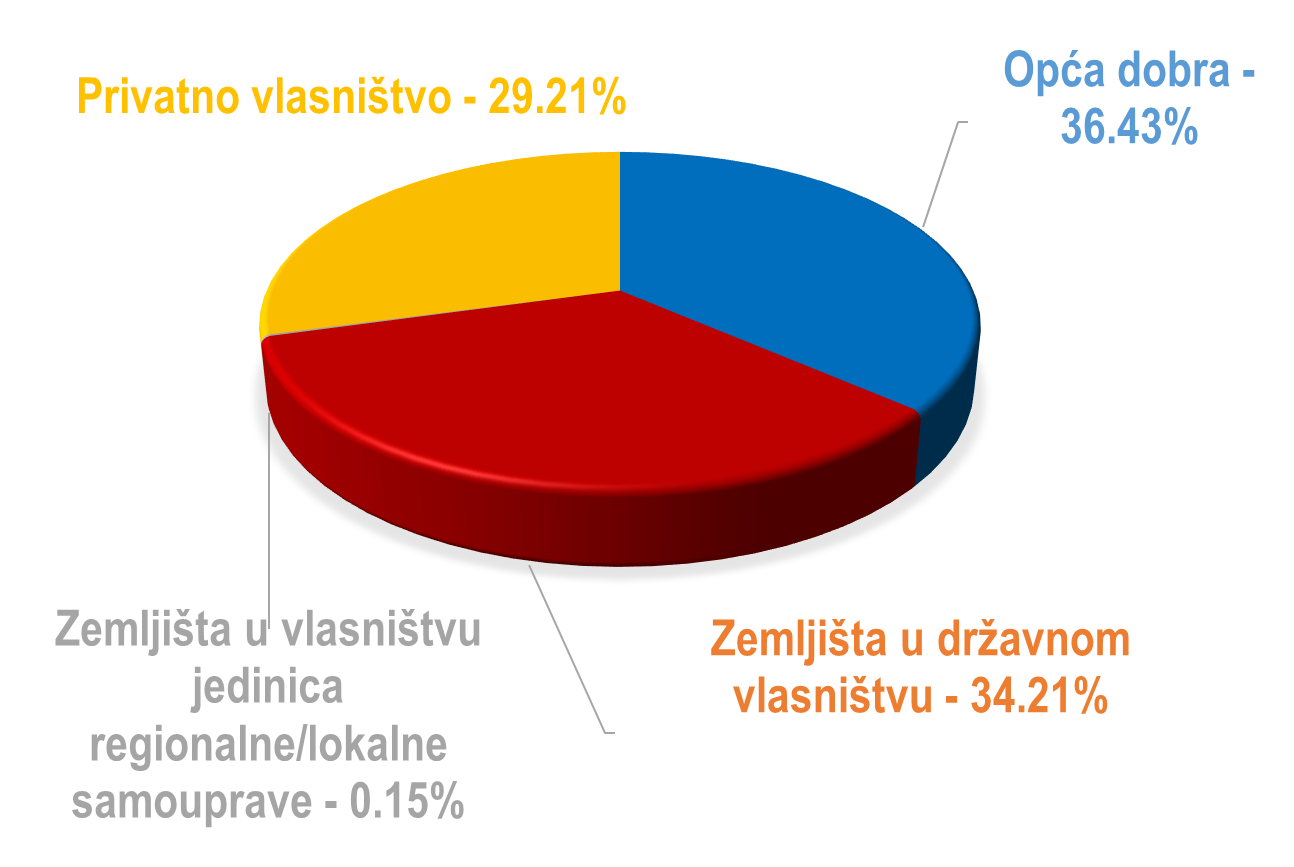 Privatno vlasništvo - 29.21%
Opća dobra -
36.43%
Zemljišta u vlasništvu
jedinica
regionalne/lokalne
samouprave - 0.15%
Zemljišta u državnom
vlasništvu - 34.21%